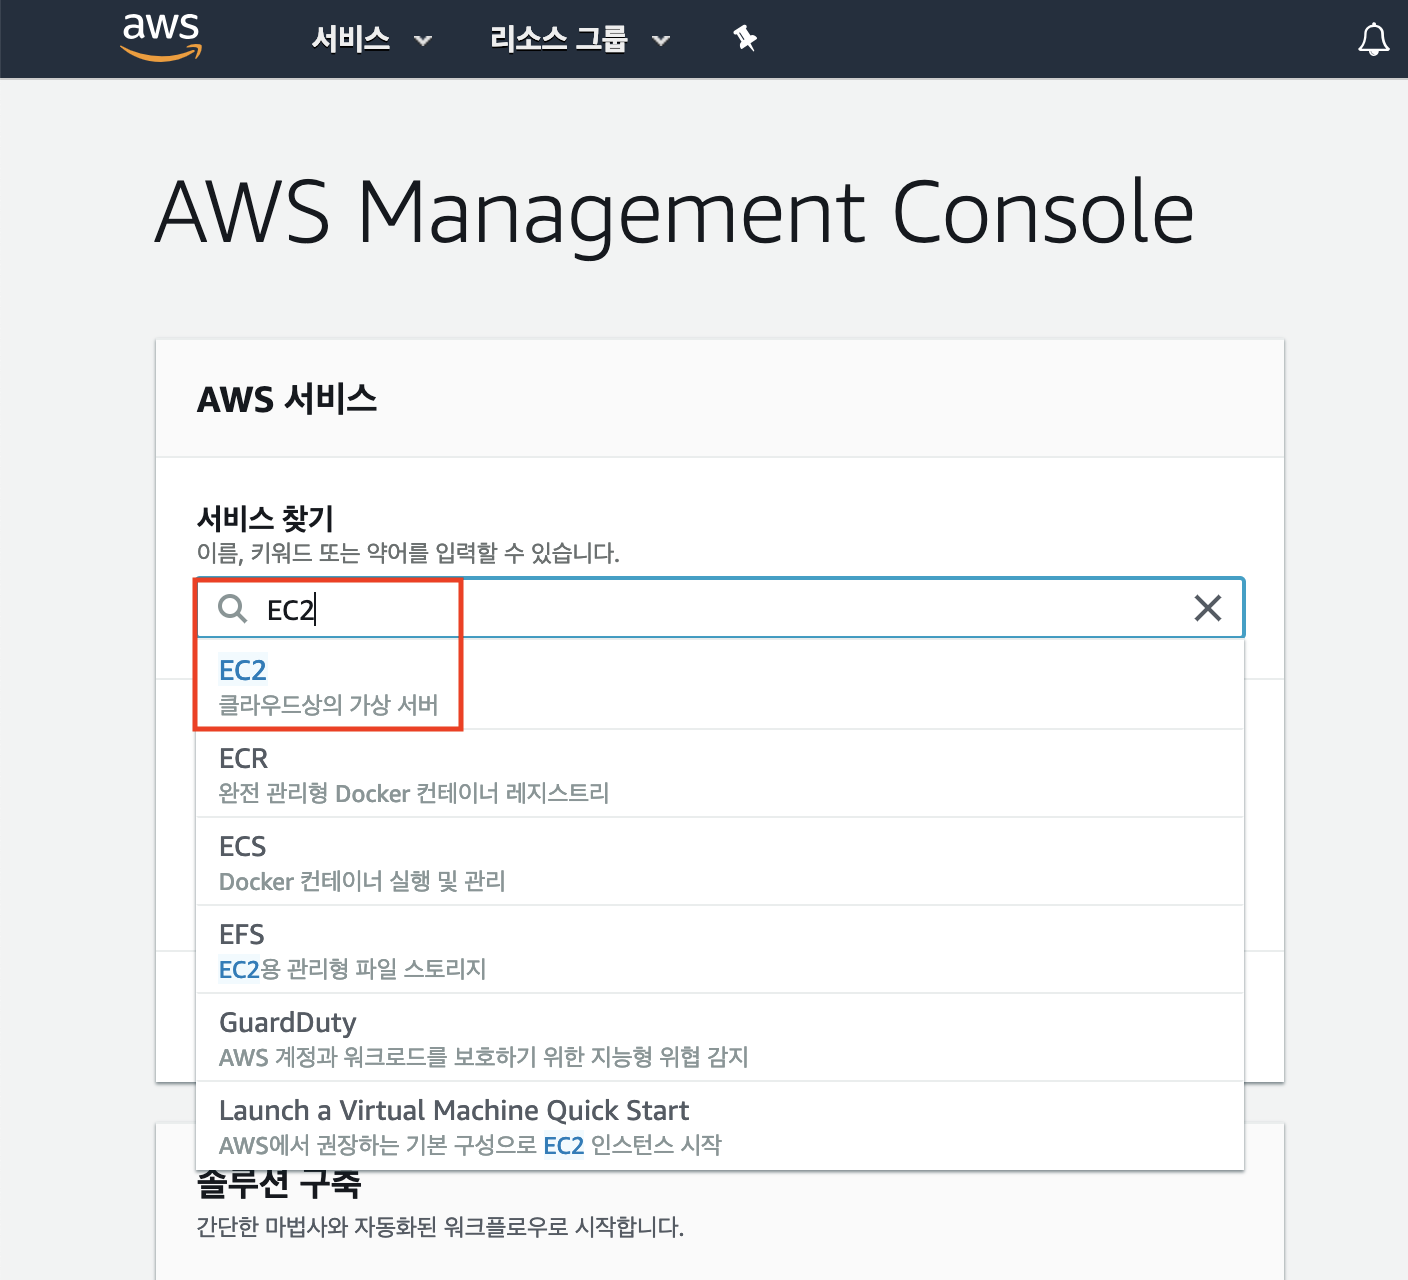 aws
서비스
리소스 그룹
AWS Management Console
AWS 서비스
서비스 찾기
이름, 키워드 또는 약어를 입력할 수 있습니다.
EC2
EC2
클라우드상의 가상 서버
ECR
완전 관리형 Docker 컨테이너 레지스트리
ECS
Docker 컨테이너 실행 및 관리
EFS
EC2용 관리형 파일 스토리지
GuardDuty
AWS 계정과 워크로드를 보호하기 위한 지능형 위협 감지
Launch a Virtual Machine Quick Start
AWS에서 권장하는 기본 구성으로 EC2 인스턴스 시작
솔루션 구축
간단한 마법사와 자동화된 워크플로우로 시작합니다.